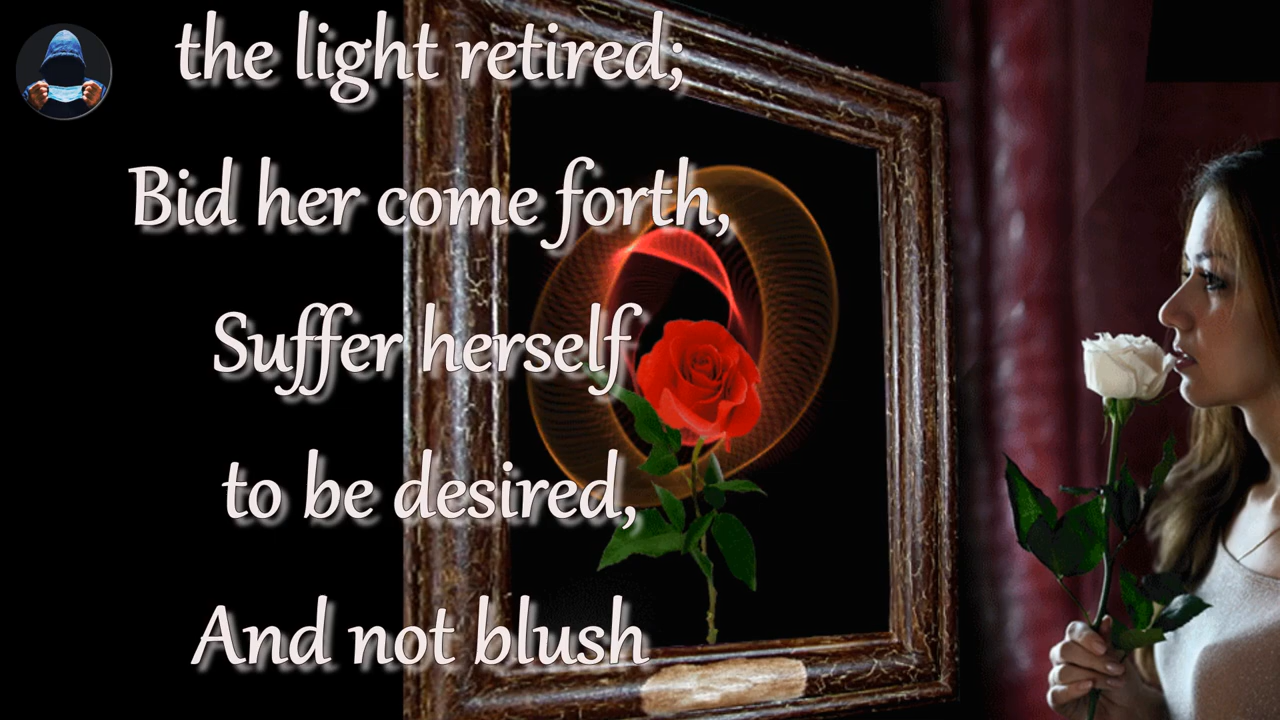 the light retired;
Bid her come forth,
Suffer herself
to be desired,
And not blush